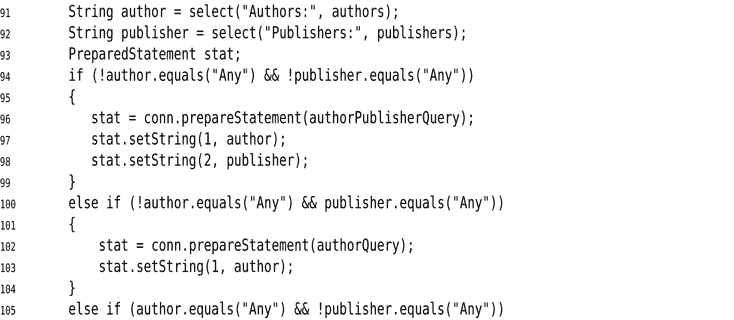 91 String author = select("Authors:", authors);
92 String publisher = select("Publishers:", publishers);
93 PreparedStatement stat;
94 if (!author.equals("Any") && !publisher.equals("Any"))
95 {
96 stat = conn.prepareStatement(authorPublisherQuery);
97 stat.setString(1, author);
98 stat.setString(2, publisher);
99 }
100 else if (!author.equals("Any") && publisher.equals("Any"))
101 {
102 stat = conn.prepareStatement(authorQuery);
103 stat.setString(1, author);
104 }
105 else if (author.equals("Any") && !publisher.equals("Any"))